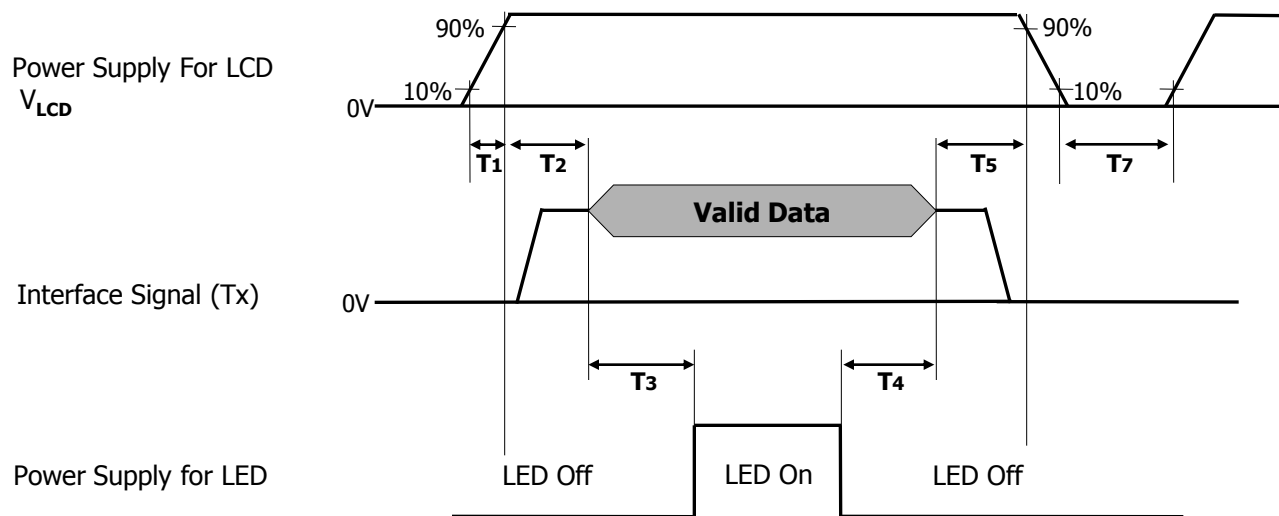 90%
90%
Power Supply For LCD
VLCD
10%
10%
0V
T1
T2
T5
T7
Valid Data
Interface Signal (Tx)
0V
T3
T4
Power Supply for LED
LED Off
LED On
LED Off